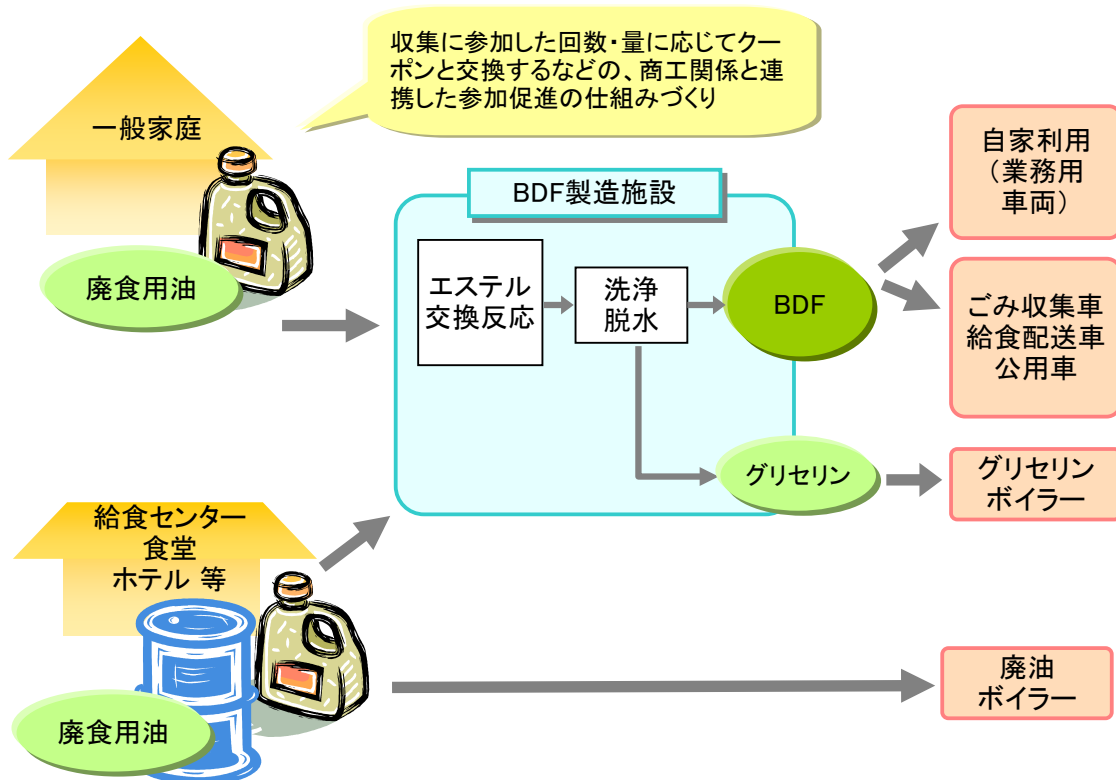 収集に参加した回数・量に応じてクー
ポンと交換するなどの、商工関係と連
携した参加促進の仕組みづくり
一般家庭
廃食用油
BDF製造施設
エステル
交換反応
洗浄
脱水
BDF
グリセリン
自家利用
（業務用
車両）
ごみ収集車
給食配送車
公用車
グリセリン
ボイラー
給食センター
食堂
ホテル 等
廃食用油
廃油
ボイラー